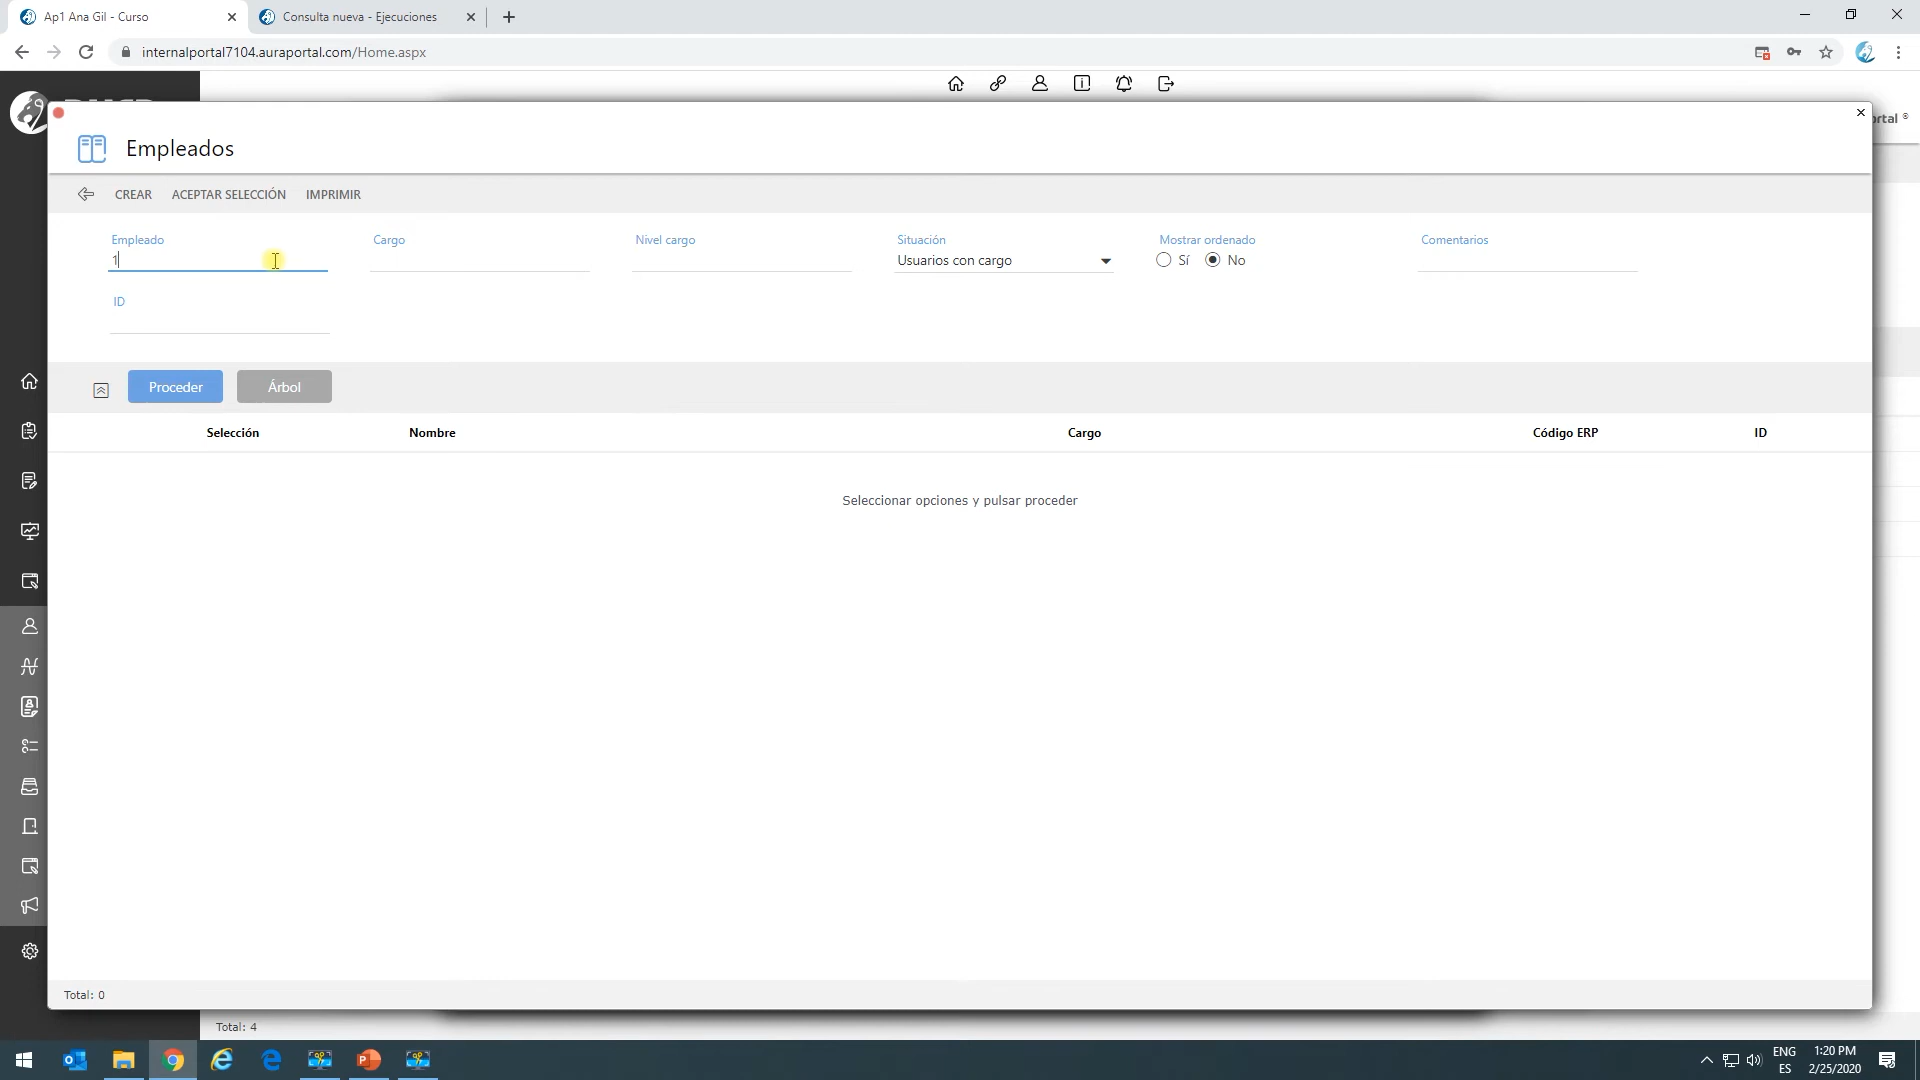 Ap1 Ana Gil - Curso
Consulta nueva - Ejecuciones
internalportal7104.auraportal.com/Home.aspx
rtal ®
Empleados
CREAR ACEPTAR SELECCIÓN IMPRIMIR
Empleado Cargo Nivel cargo Situación Mostrar ordenado Comentarios
1 Usuarios con cargo Sí No
ID
Proceder Árbol
Selección Nombre Cargo Código ERP ID
Seleccionar opciones y pulsar proceder
Total: 0
Total: 4
ENG 1:20 PM
ES 2/25/2020